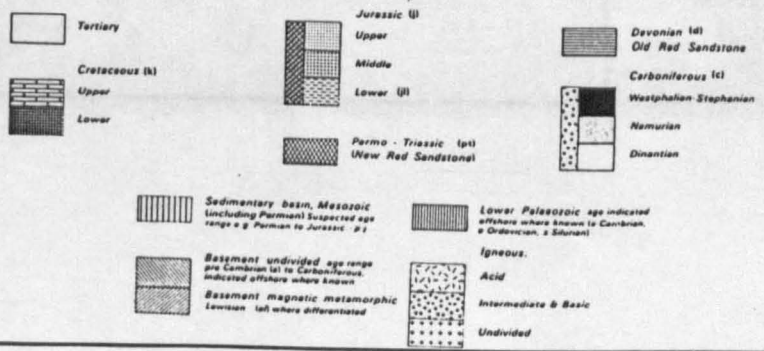 Tertiary
Cretaceous (k)
Upper
Lower
Jurassic (j)
Upper
Middle
Lower (jl)
Permo - Triassic (pt)
(New Red Sandstone)
Devonian (d)
Old Red Sandstone
Carboniferous (c)
Westphalian-Stephanian
Namurian
Dinantian
Sedimentary basin, Mesozoic
(including Permian) Suspected age
range e g Permian to Jurassic - p j
Basement undivided age range
pre Cambrian (a) to Carboniferous.
indicated offshore where known
Basement magnetic metamorphic
Lewisian (al) where differentiated
Lower Palaeozoic age indicated
offshore where known (a Cambrian,
o Ordovician, s Silurian)
Igneous.
Acid
Intermediate & Basic
Undivided